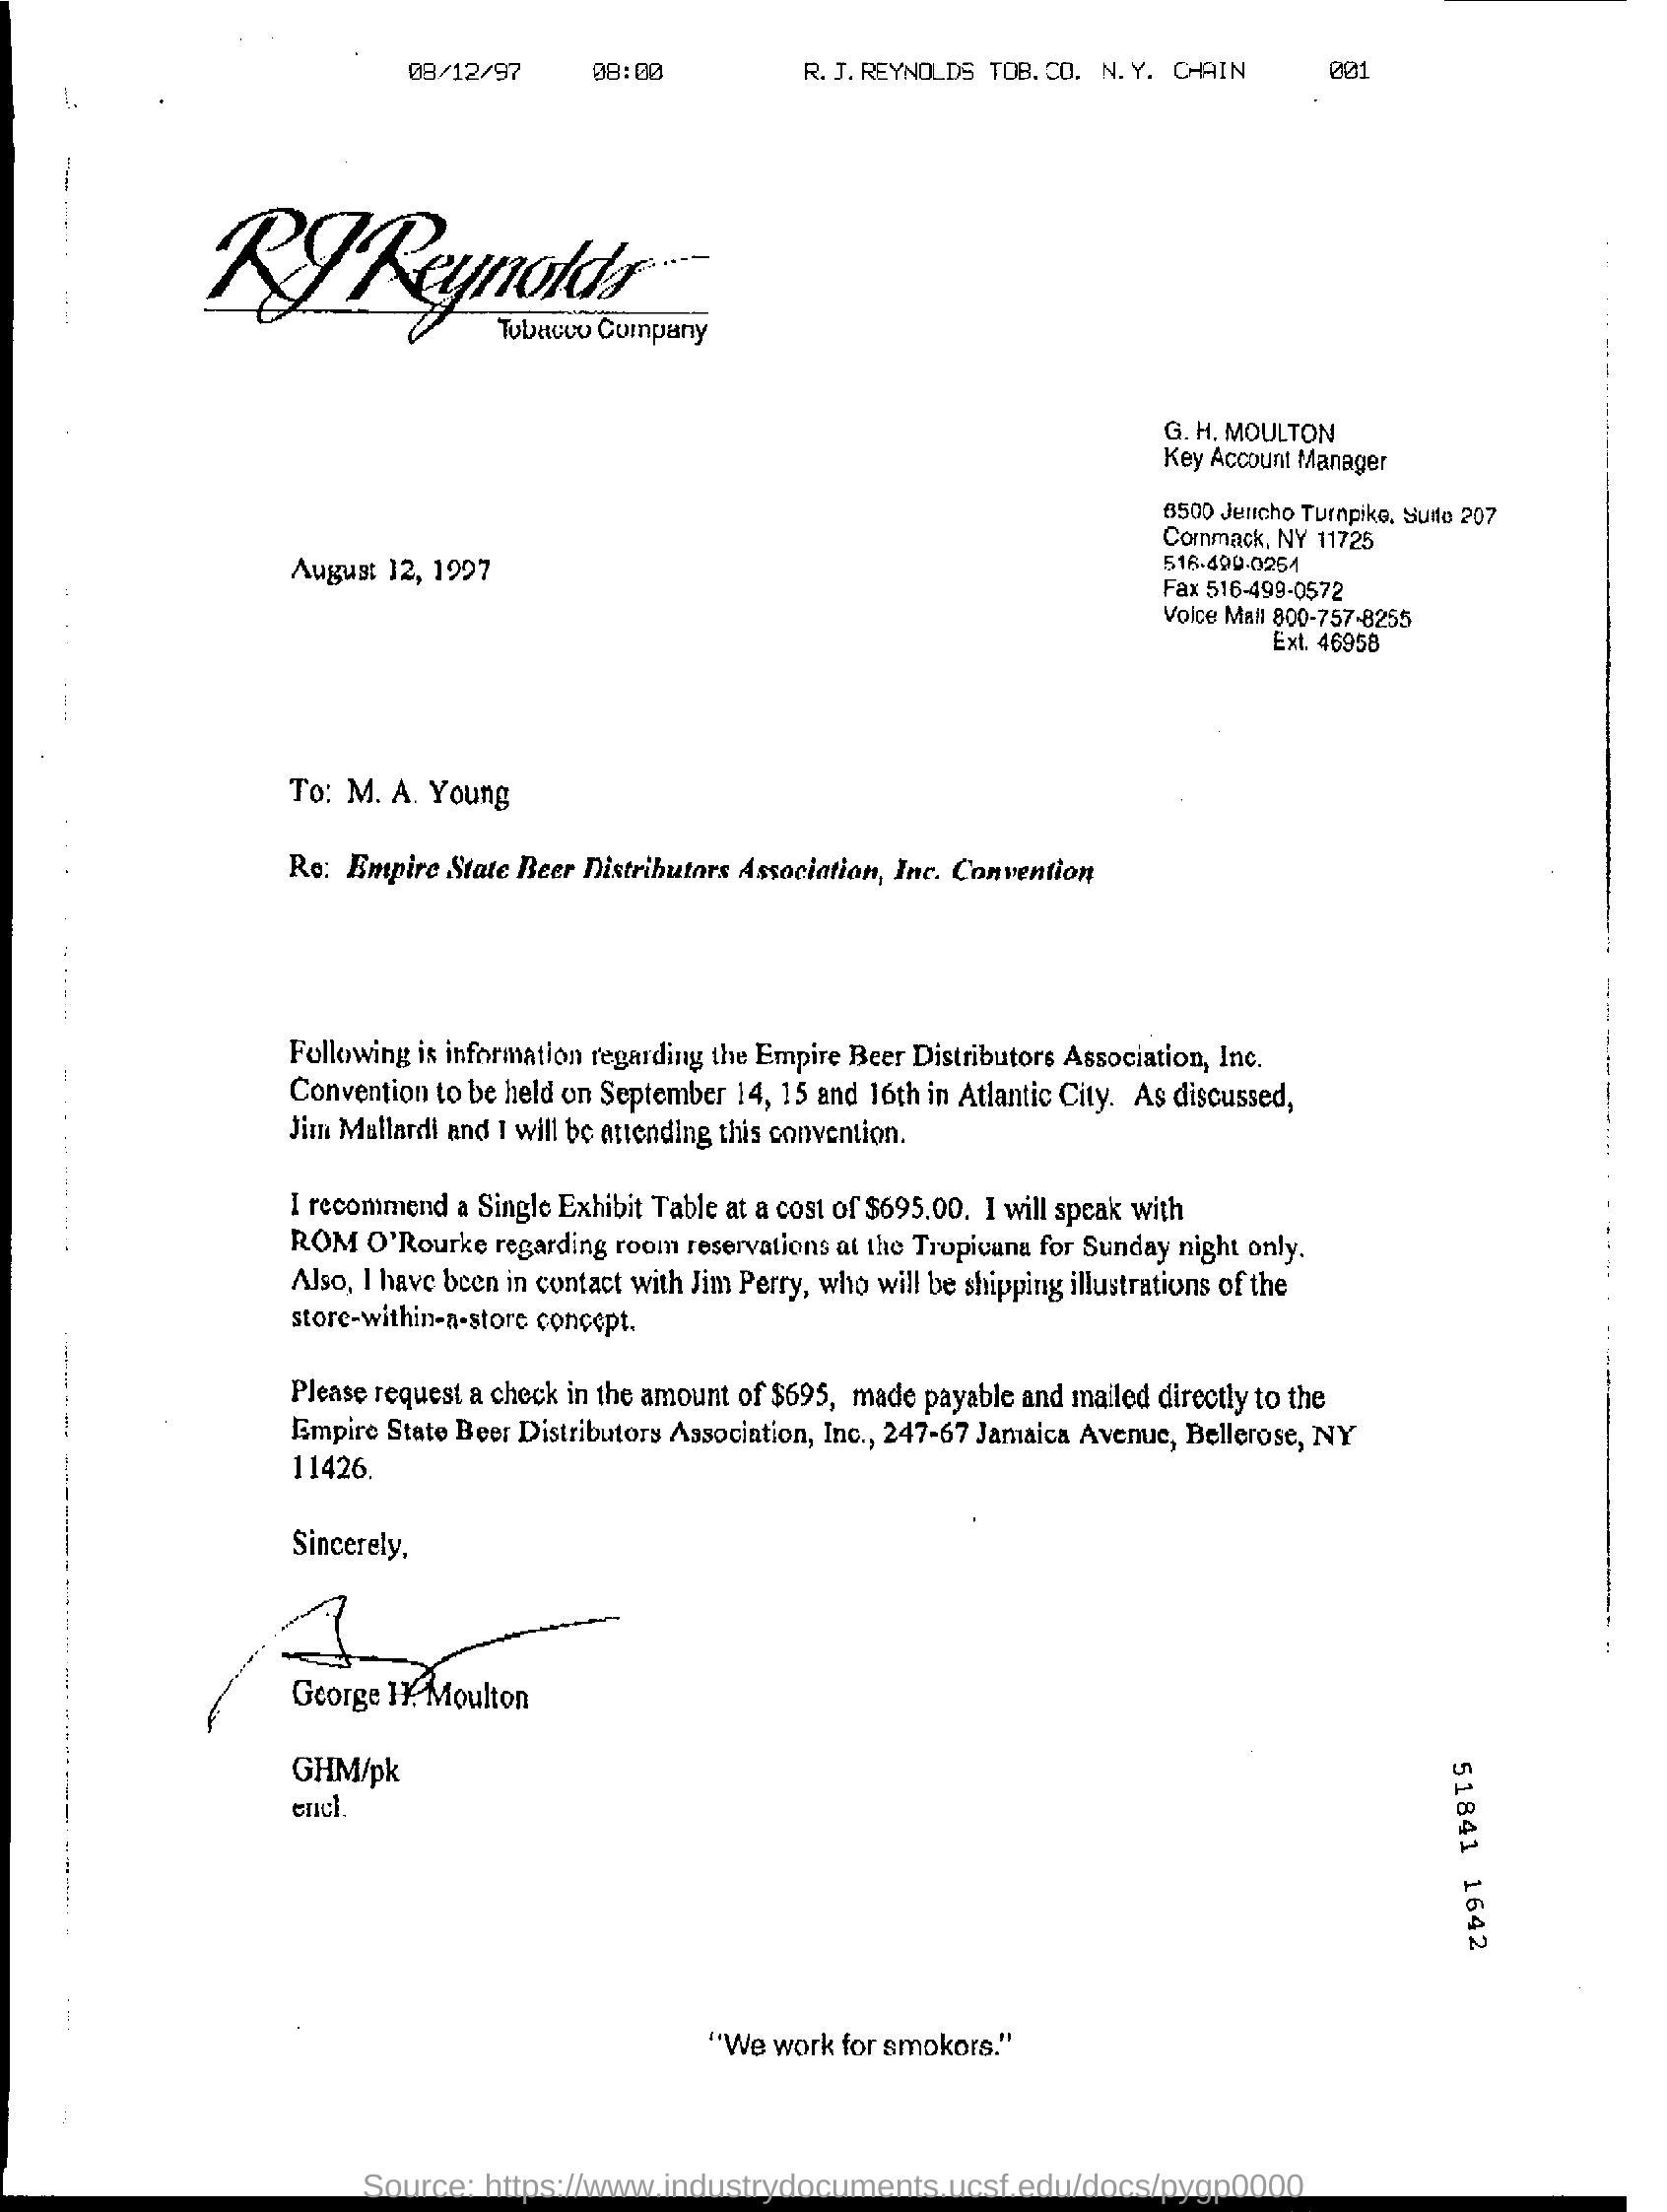 08/12/97 08:00 R. J. REYNOLDS TOB. CO. N. Y. CHAIN 001
RJReynolds
Tobacco Company
G. H. MOULTON
Key Account Manager
6500 Jericho Turnpike, Suite 207
Commack, NY 11725
516-499-0254
Fax 516-499-0572
Voice Mail 800-757-8255
Ext. 46958
August 12, 1997
To: M. A. Young
Re: Empire State Beer Distributors Association, Inc. Convention
Following is information regarding the Empire Beer Distributors Association, Inc.
Convention to be held on September 14, 15 and 16th in Atlantic City. As discussed,
Jim Mallardi and I will be attending this convention.
I recommend a Single Exhibit Table at a cost of $695.00. I will speak with
ROM O'Rourke regarding room reservations at the Tropicana for Sunday night only.
Also, I have been in contact with Jim Perry, who will be shipping illustrations of the
store-within-a-store concept.
Please request a check in the amount of $695, made payable and mailed directly to the
Empire State Beer Distributors Association, Inc., 247-67 Jamaica Avenue, Bellerose, NY
11426.
Sincerely,
George H. Moulton
GHM/pk
encl.
51841 1642
"We work for smokers."
Source: https://www.industrydocuments.ucsf.edu/docs/pygp0000